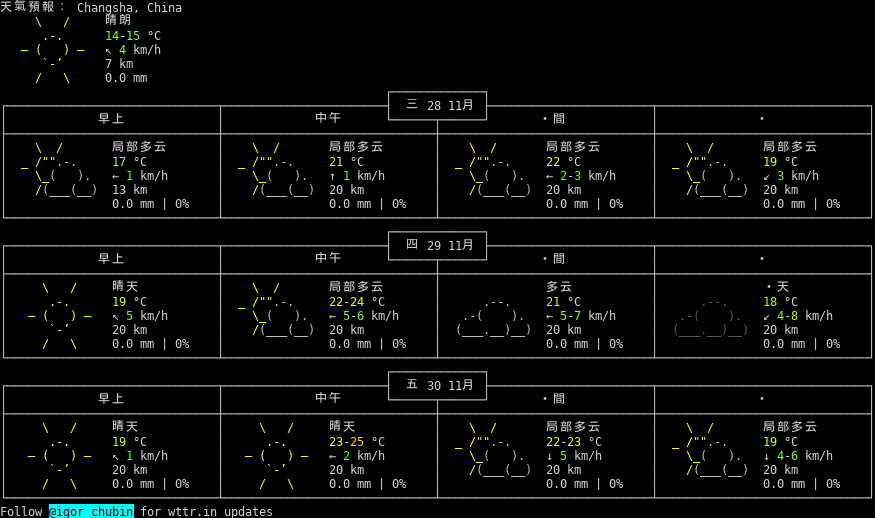 天氣預報： Changsha, China
晴朗
14-15 °C
↖ 4 km/h
7 km
0.0 mm
三 28 11月
早上 中午 ・間 ・
局部多云 局部多云 局部多云 局部多云
17 °C 21 °C 22 °C 19 °C
← 1 km/h ↑ 1 km/h ← 2-3 km/h ↙ 3 km/h
13 km 20 km 20 km 20 km
0.0 mm | 0% 0.0 mm | 0% 0.0 mm | 0% 0.0 mm | 0%
四 29 11月
早上 中午 ・間 ・
晴天 局部多云 多云 ・天
19 °C 22-24 °C 21 °C 18 °C
↖ 5 km/h ← 5-6 km/h ← 5-7 km/h ↙ 4-8 km/h
20 km 20 km 20 km 20 km
0.0 mm | 0% 0.0 mm | 0% 0.0 mm | 0% 0.0 mm | 0%
五 30 11月
早上 中午 ・間 ・
晴天 晴天 局部多云 局部多云
19 °C 23-25 °C 22-23 °C 19 °C
↖ 1 km/h ← 2 km/h ↓ 5 km/h ↓ 4-6 km/h
20 km 20 km 20 km 20 km
0.0 mm | 0% 0.0 mm | 0% 0.0 mm | 0% 0.0 mm | 0%
Follow @igor_chubin for wttr.in updates